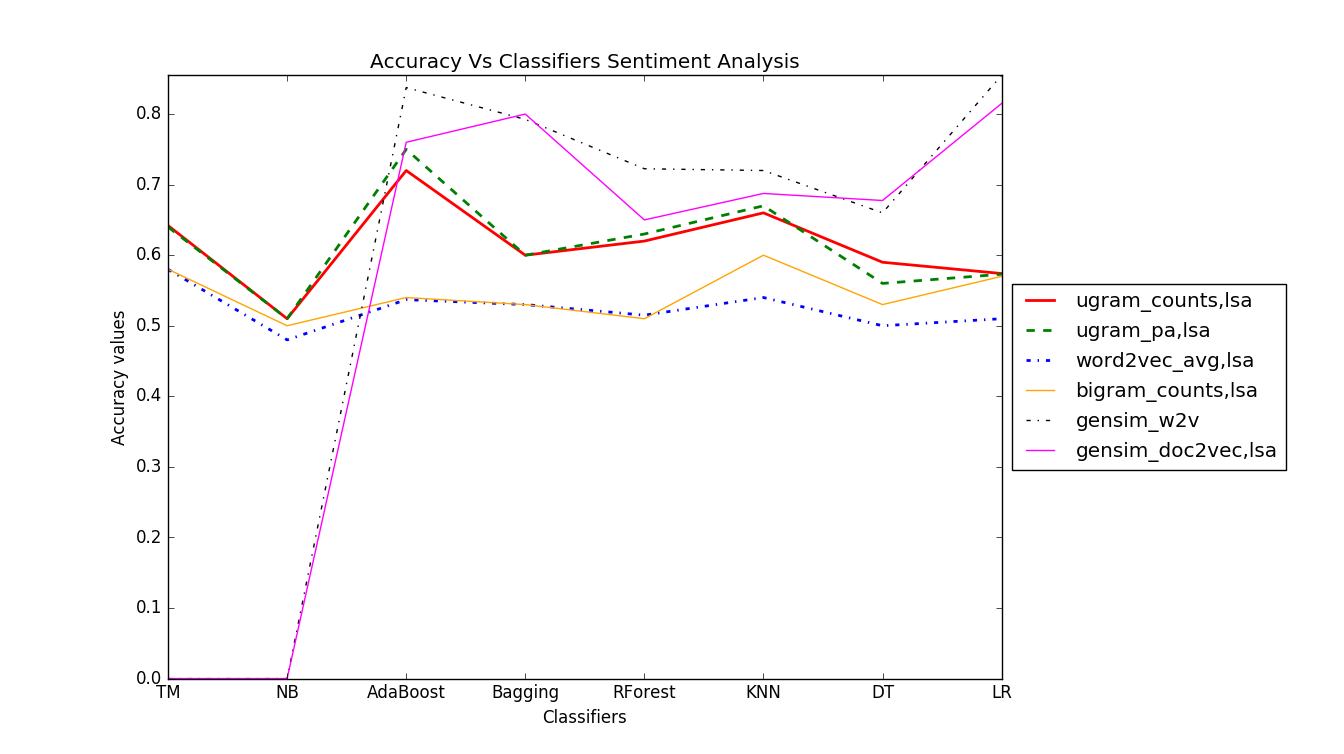 Accuracy Vs Classifiers Sentiment Analysis
Accuracy values
0.8
0.7
0.6
0.5
0.4
0.3
0.2
0.1
0.0
TM NB AdaBoost Bagging RForest KNN DT LR
Classifiers
ugram_counts,lsa
ugram_pa,lsa
word2vec_avg,lsa
bigram_counts,lsa
gensim_w2v
gensim_doc2vec,lsa